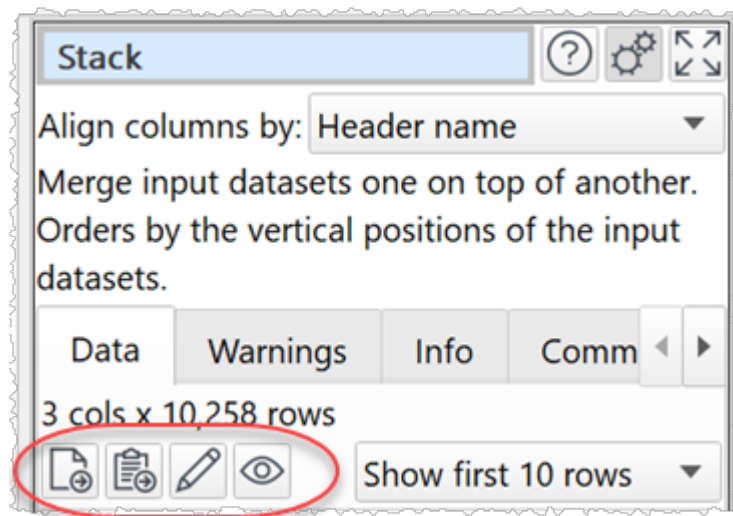 Stack
Align columns by: Header name
Merge input datasets one on top of another.
Orders by the vertical positions of the input
datasets.
Data Warnings Info Comm
3 cols x 10,258 rows
Show first 10 rows